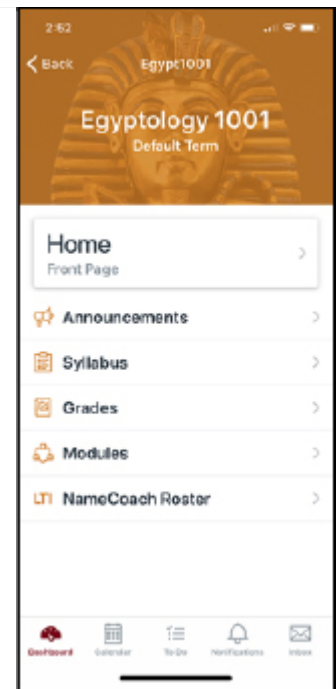 2:52
Back
Egypt1001
Egyptology 1001
Default Term
Home
Front Page
Announcements
Syllabus
Grades
Modules
LTI NameCoach Roster
Dashboard
Calendar
To Do
Notifications
Inbox